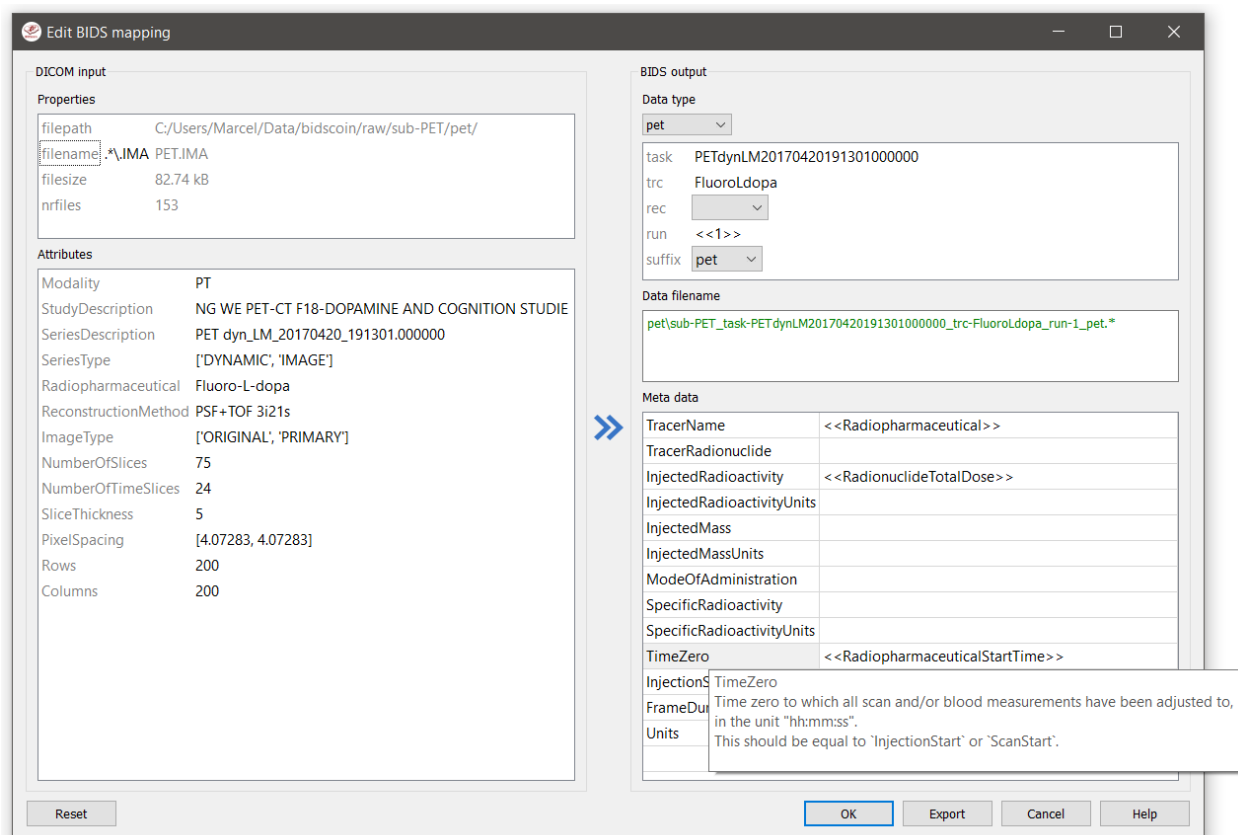 Edit BIDS mapping
DICOM input
Properties
filepath C:/Users/Marcel/Data/bidscoin/raw/sub-PET/pet/
filename .*\.IMA PET.IMA
filesize 82.74 kB
nrfiles 153
Attributes
Modality PT
StudyDescription NG WE PET-CT F18-DOPAMINE AND COGNITION STUDIE
SeriesDescription PET dyn_LM_20170420_191301.000000
SeriesType ['DYNAMIC', 'IMAGE']
Radiopharmaceutical Fluoro-L-dopa
ReconstructionMethod PSF+TOF 3i21s
ImageType ['ORIGINAL', 'PRIMARY']
NumberOfSlices 75
NumberOfTimeSlices 24
SliceThickness 5
PixelSpacing [4.07283, 4.07283]
Rows 200
Columns 200
Reset
BIDS output
Data type
pet
task PETdynLM20170420191301000000
trc FluoroLdopa
rec
run <<1>>
suffix pet
Data filename
pet\sub-PET_task-PETdynLM20170420191301000000_trc-FluoroLdopa_run-1_pet.*
Meta data
TracerName <<Radiopharmaceutical>>
TracerRadionuclide
InjectedRadioactivity <<RadionuclideTotalDose>>
InjectedRadioactivityUnits
InjectedMass
InjectedMassUnits
ModeOfAdministration
SpecificRadioactivity
SpecificRadioactivityUnits
TimeZero <<RadiopharmaceuticalStartTime>>
InjectionS
FrameDur
Units
TimeZero
Time zero to which all scan and/or blood measurements have been adjusted to,
in the unit "hh:mm:ss".
This should be equal to `InjectionStart` or `ScanStart`.
OK Export Cancel Help